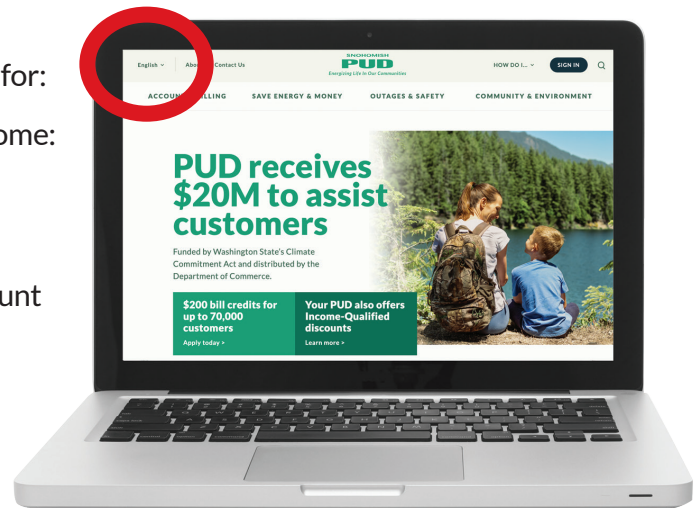 for:
ome:
unt
English
Contact Us
SNOHOMISH
PUD
Energizing Life In Our Communities
HOW DO I...
SIGN IN
SAVE ENERGY & MONEY
OUTAGES & SAFETY
COMMUNITY & ENVIRONMENT
PUD receives
$20M to assist
customers
Funded by Washington State's Climate
Commitment Act and distributed by the
Department of Commerce.
$200 bill credits for
up to 70,000
customers
Apply today >
Your PUD also offers
Income-Qualified
discounts
Learn more >